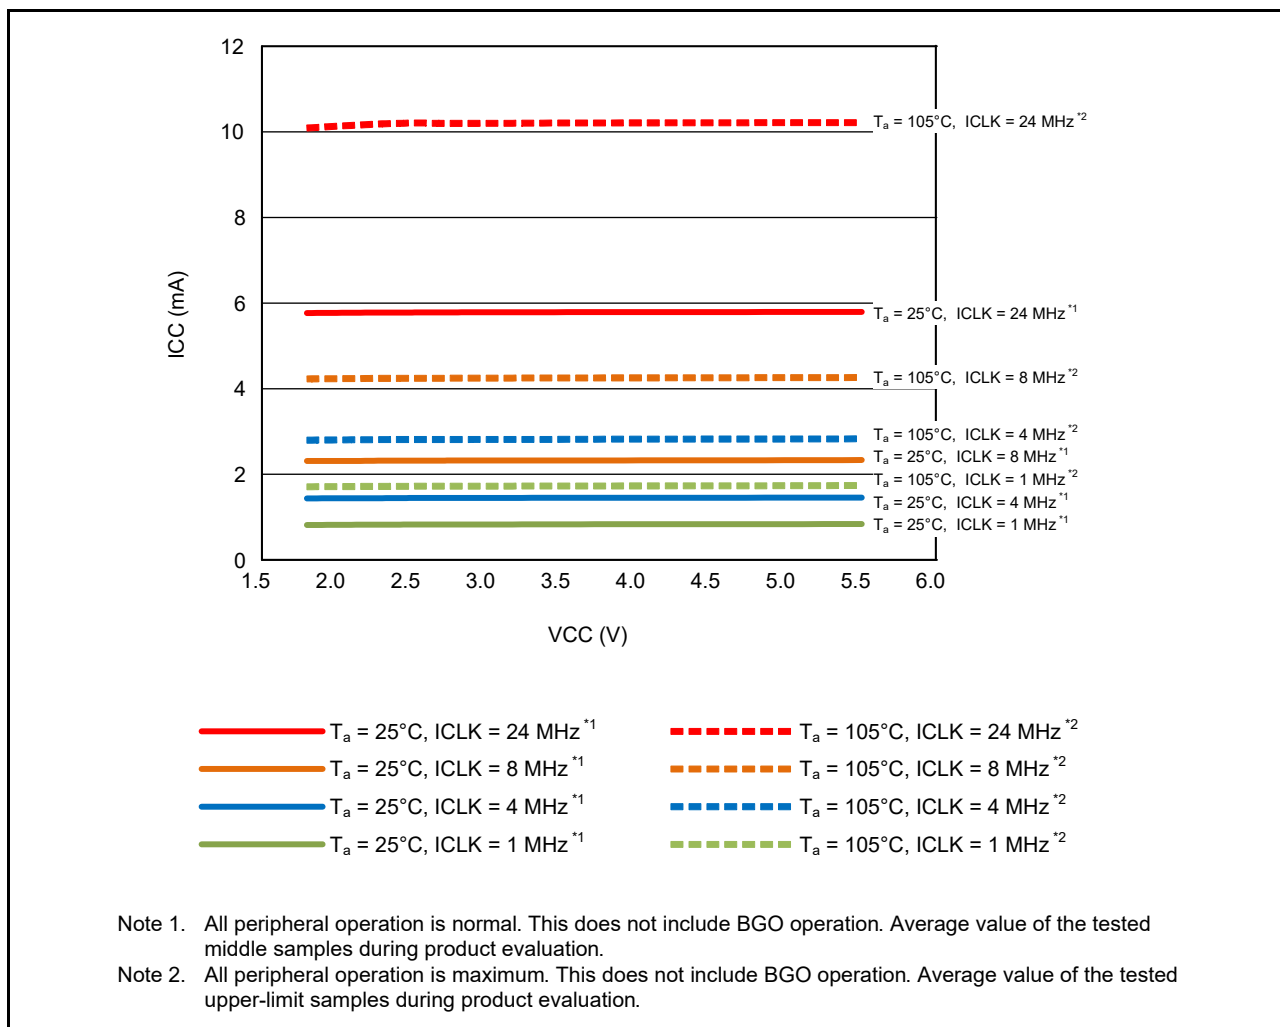 12
10
8
6
4
2
0
ICC (mA)
1.5 2.0 2.5 3.0 3.5 4.0 4.5 5.0 5.5 6.0
VCC (V)
Ta = 105°C, ICLK = 24 MHz *2
Ta = 25°C, ICLK = 24 MHz *1
Ta = 105°C, ICLK = 8 MHz *2
Ta = 105°C, ICLK = 4 MHz *2
Ta = 25°C, ICLK = 8 MHz *1
Ta = 105°C, ICLK = 1 MHz *2
Ta = 25°C, ICLK = 4 MHz *1
Ta = 25°C, ICLK = 1 MHz *1
Ta = 25°C, ICLK = 24 MHz *1
Ta = 105°C, ICLK = 24 MHz *2
Ta = 25°C, ICLK = 8 MHz *1
Ta = 105°C, ICLK = 8 MHz *2
Ta = 25°C, ICLK = 4 MHz *1
Ta = 105°C, ICLK = 4 MHz *2
Ta = 25°C, ICLK = 1 MHz *1
Ta = 105°C, ICLK = 1 MHz *2
Note 1. All peripheral operation is normal. This does not include BGO operation. Average value of the tested
middle samples during product evaluation.
Note 2. All peripheral operation is maximum. This does not include BGO operation. Average value of the tested
upper-limit samples during product evaluation.